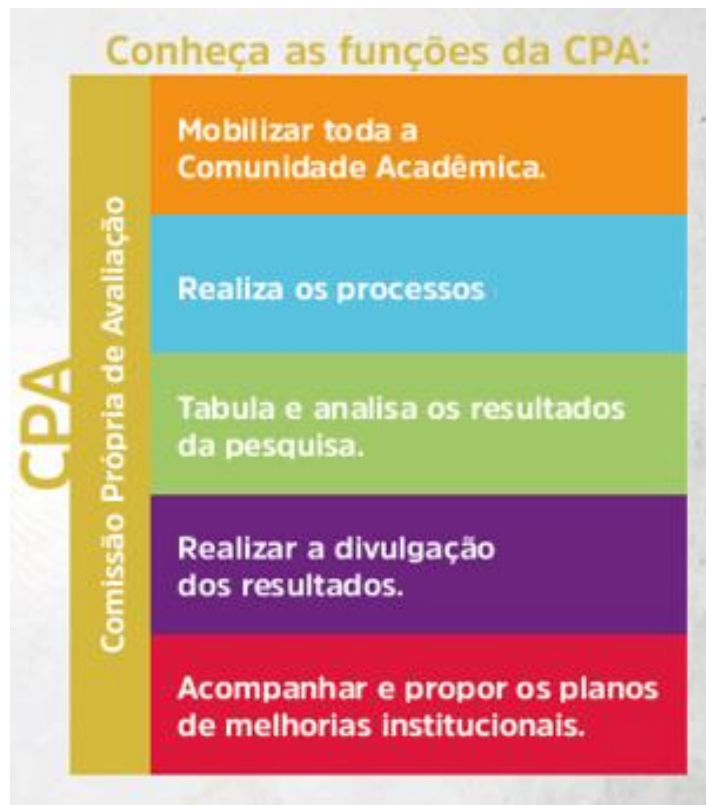 Conheça as funções da CPA:
CPA
Comissão Própria de Avaliação
Mobilizar toda a
Comunidade Acadêmica.
Realiza os processos
Tabula e analisa os resultados
da pesquisa.
Realizar a divulgação
dos resultados.
Acompanhar e propor os planos
de melhorias institucionais.